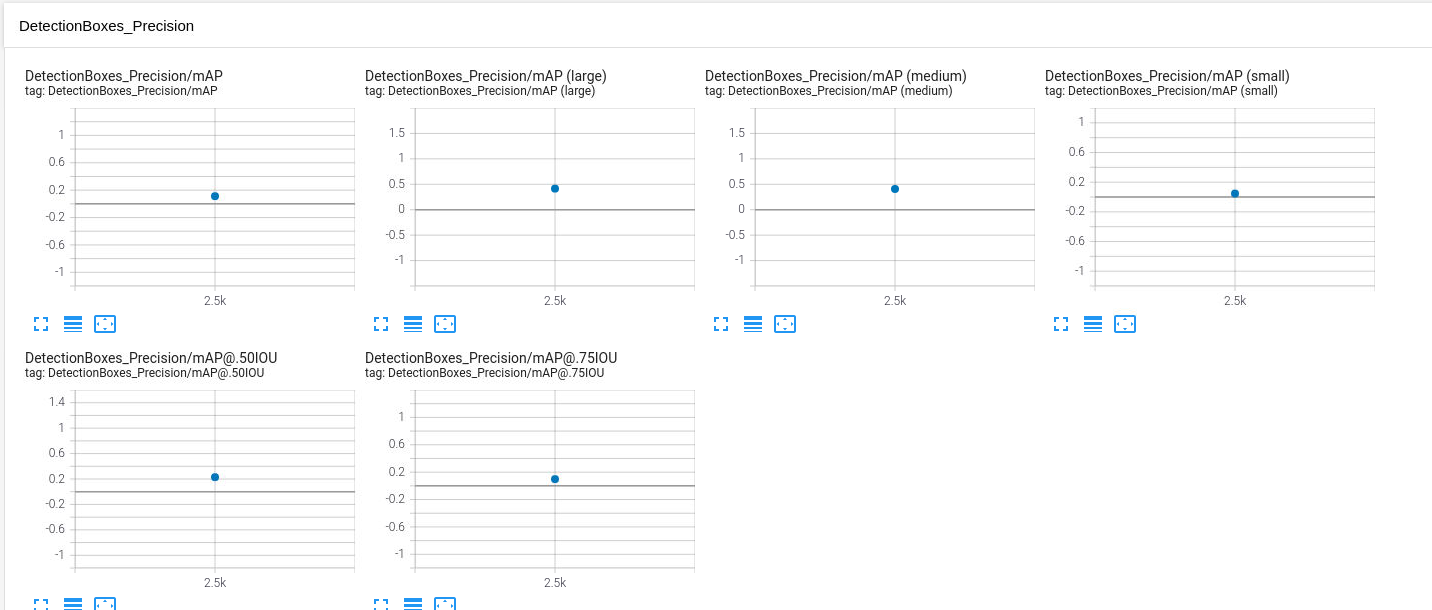 DetectionBoxes_Precision
DetectionBoxes_Precision/mAP
tag: DetectionBoxes_Precision/mAP
1
0.6
0.2
-0.2
-0.6
-1
2.5k
DetectionBoxes_Precision/mAP (large)
tag: DetectionBoxes_Precision/mAP (large)
1.5
1
0.5
0
-0.5
-1
2.5k
DetectionBoxes_Precision/mAP (medium)
tag: DetectionBoxes_Precision/mAP (medium)
1.5
1
0.5
0
-0.5
-1
2.5k
DetectionBoxes_Precision/mAP (small)
tag: DetectionBoxes_Precision/mAP (small)
1
0.6
0.2
-0.2
-0.6
-1
2.5k
DetectionBoxes_Precision/mAP@.50IOU
tag: DetectionBoxes_Precision/mAP@.50IOU
1.4
1
0.6
0.2
-0.2
-0.6
-1
2.5k
DetectionBoxes_Precision/mAP@.75IOU
tag: DetectionBoxes_Precision/mAP@.75IOU
1
0.6
0.2
-0.2
-0.6
-1
2.5k